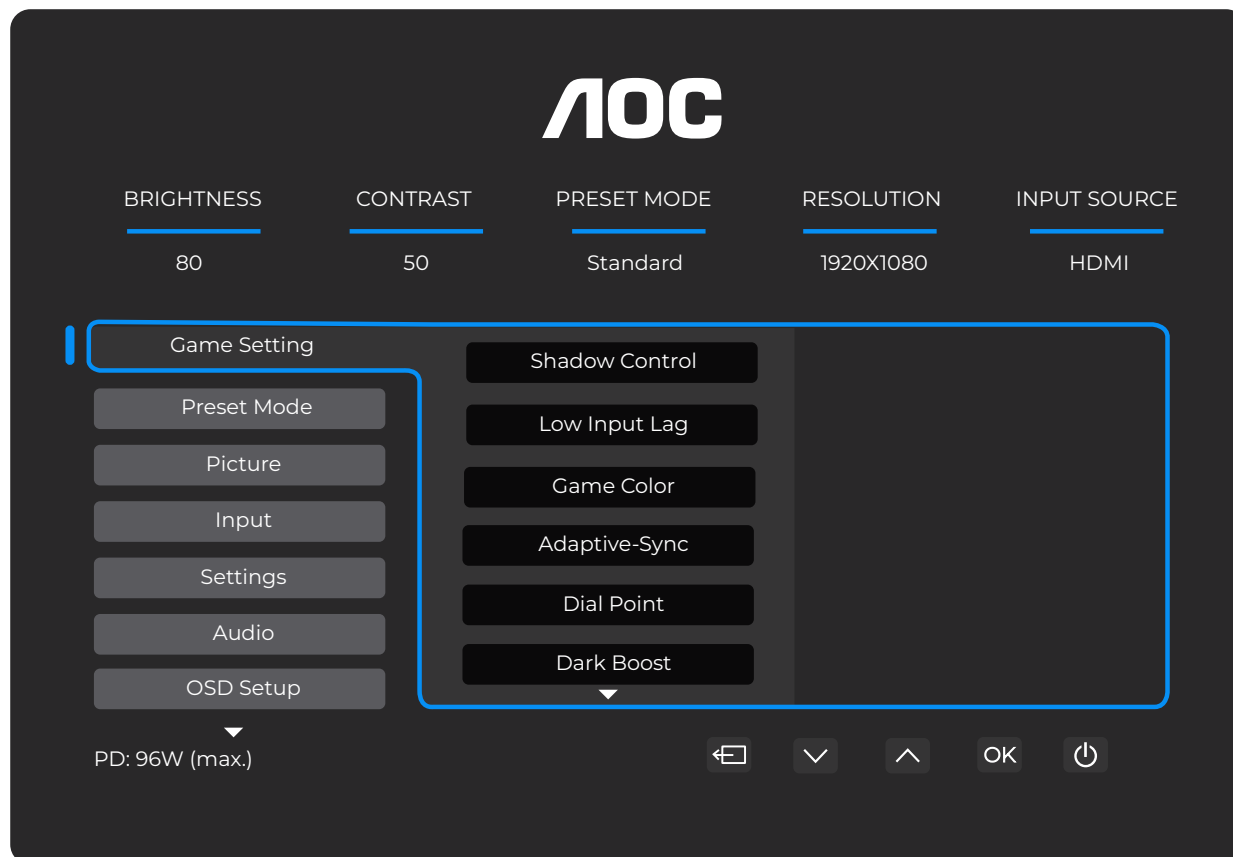 AOC
BRIGHTNESS CONTRAST PRESET MODE RESOLUTION INPUT SOURCE
80 50 Standard 1920X1080 HDMI
Game Setting
Preset Mode
Picture
Input
Settings
Audio
OSD Setup
Shadow Control
Low Input Lag
Game Color
Adaptive-Sync
Dial Point
Dark Boost
PD: 96W (max.)
OK